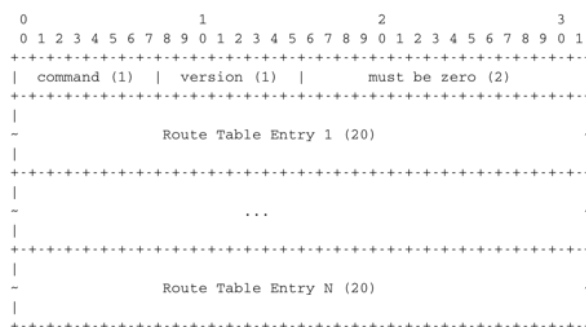 0                   1                   2                   3
0 1 2 3 4 5 6 7 8 9 0 1 2 3 4 5 6 7 8 9 0 1 2 3 4 5 6 7 8 9 0 1
+-+-+-+-+-+-+-+-+-+-+-+-+-+-+-+-+-+-+-+-+-+-+-+-+-+-+-+-+-+-+-+-
| command (1) | version (1) | must be zero (2)
+-+-+-+-+-+-+-+-+-+-+-+-+-+-+-+-+-+-+-+-+-+-+-+-+-+-+-+-+-+-+-+-
|
~ Route Table Entry 1 (20)
|
+-+-+-+-+-+-+-+-+-+-+-+-+-+-+-+-+-+-+-+-+-+-+-+-+-+-+-+-+-+-+-+-
|
~ ...
|
+-+-+-+-+-+-+-+-+-+-+-+-+-+-+-+-+-+-+-+-+-+-+-+-+-+-+-+-+-+-+-+-
|
~ Route Table Entry N (20)
|
+-+-+-+-+-+-+-+-+-+-+-+-+-+-+-+-+-+-+-+-+-+-+-+-+-+-+-+-+-+-+-+-